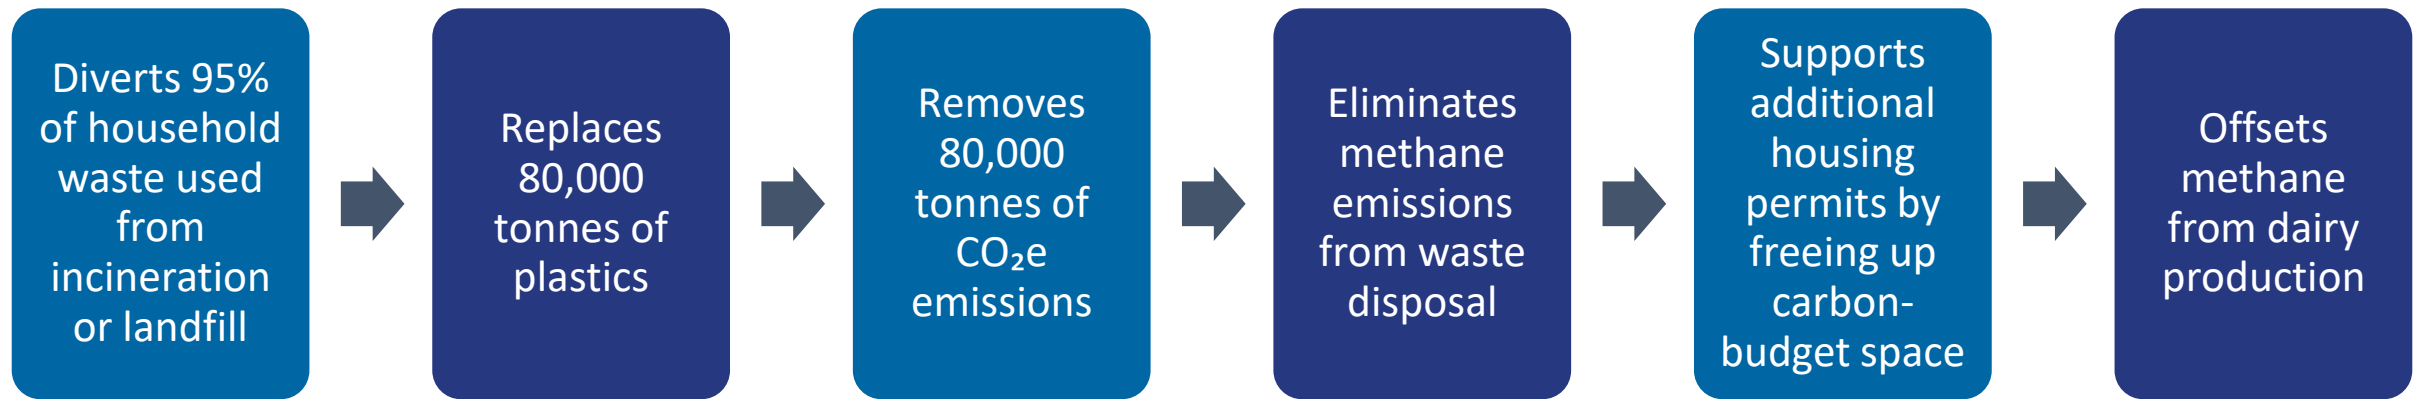 Diverts 95%
of household
waste used
from
incineration
or landfill
Replaces
80,000
tonnes of
plastics
Removes
80,000
tonnes of
CO₂e
emissions
Eliminates
methane
emissions
from waste
disposal
Supports
additional
housing
permits by
freeing up
carbon-
budget space
Offsets
methane
from dairy
production